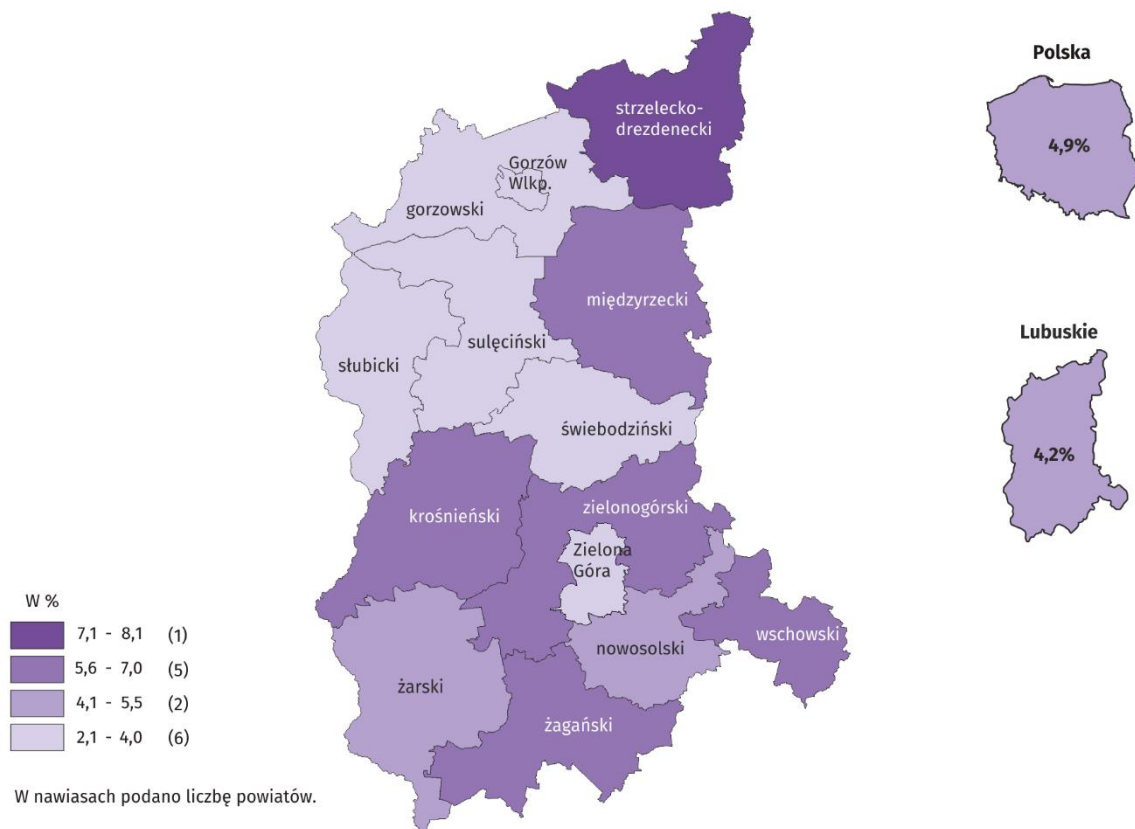 strzelecko-
drezdenecki
Gorzów
Wlkp.
gorzowski
międzyrzecki
sulęciński
słubicki
świebodziński
krośnieński
zielonogórski
Zielona
Góra
wschowski
nowosolski
żarski
żagański
Polska
4,9%
Lubuskie
4,2%
W %
7,1 - 8,1 (1)
5,6 - 7,0 (5)
4,1 - 5,5 (2)
2,1 - 4,0 (6)
W nawiasach podano liczbę powiatów.